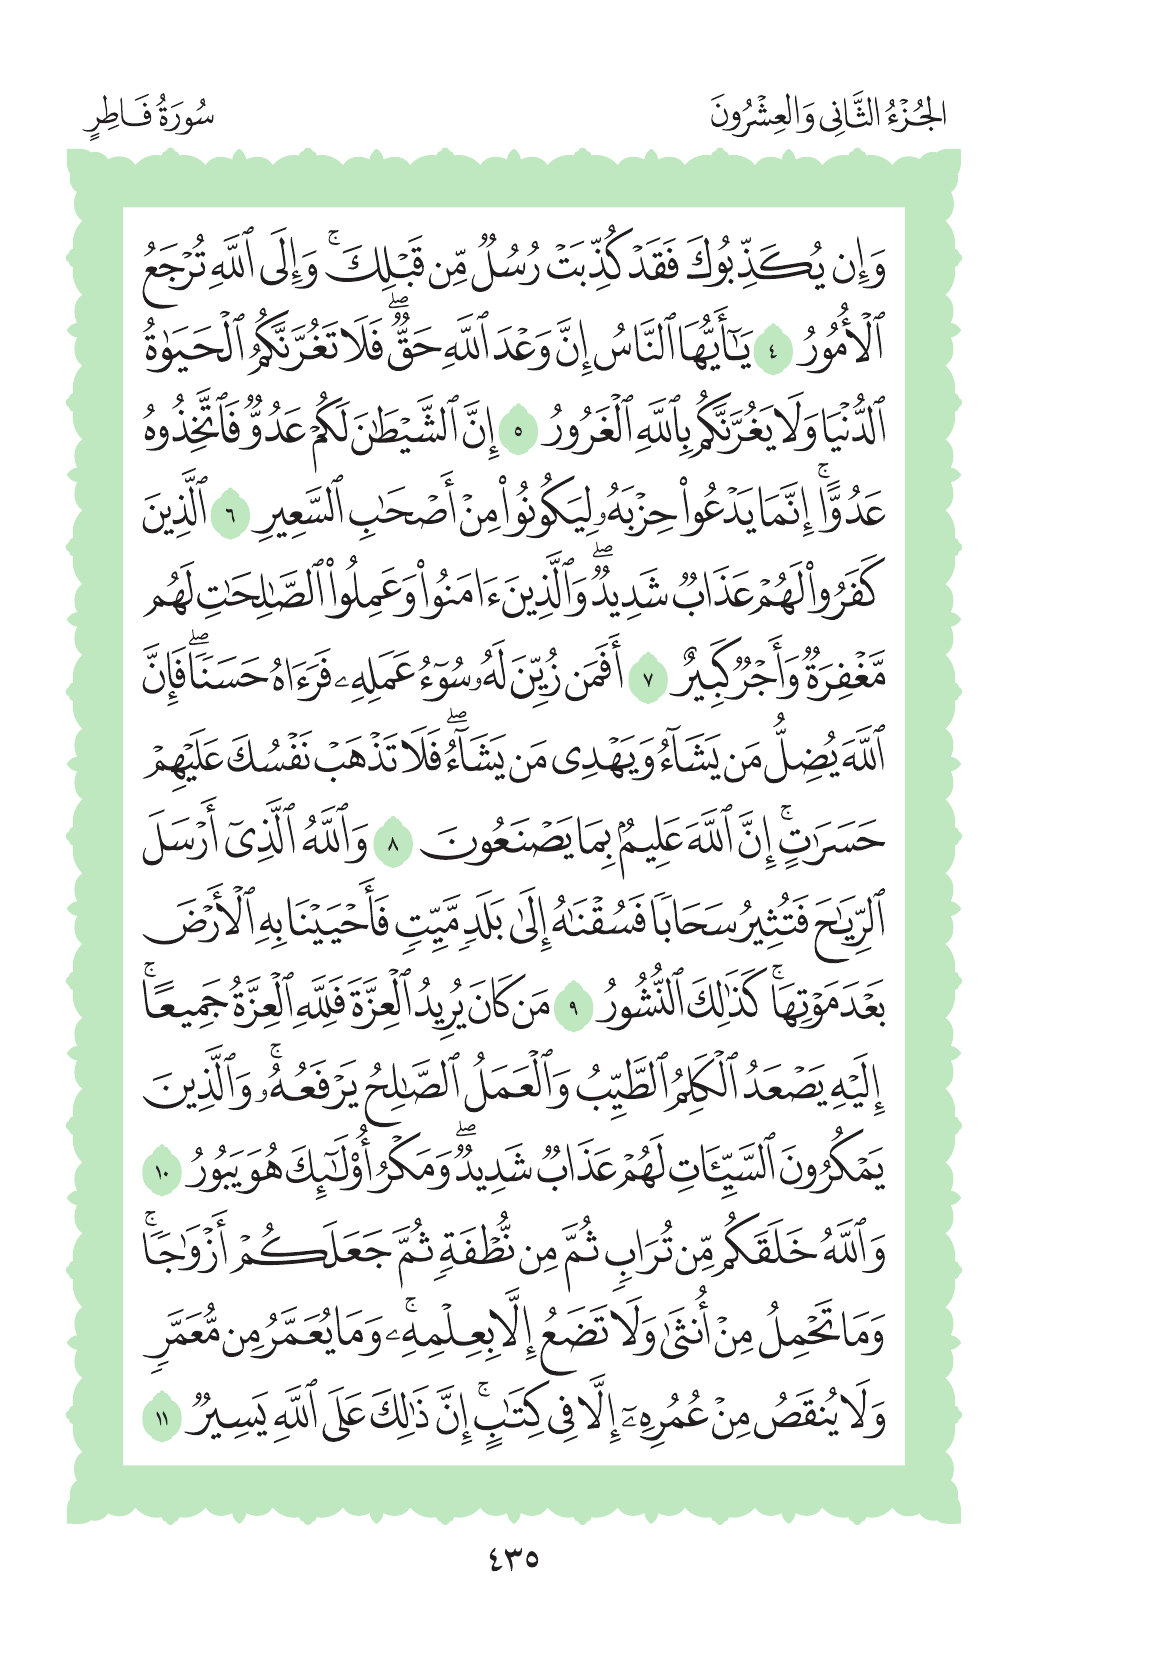 الجُزْءُ الثَّانِي وَالعِشْرُونَ
سُورَةُ فَاطِرٍ
وَإِن يُكَذِّبُوكَ فَقَدْ كُذِّبَتْ رُسُلٌ مِّن قَبْلِكَۚ وَإِلَى ٱللَّهِ تُرْجَعُ
ٱلْأُمُورُ ٤ يَـٰٓأَيُّهَا ٱلنَّاسُ إِنَّ وَعْدَ ٱللَّهِ حَقٌّۖ فَلَا تَغُرَّنَّكُمُ ٱلْحَيَوٰةُ
ٱلدُّنْيَا وَلَا يَغُرَّنَّكُم بِٱللَّهِ ٱلْغَرُورُ ٥ إِنَّ ٱلشَّيْطَـٰنَ لَكُمْ عَدُوٌّ فَٱتَّخِذُوهُ
عَدُوًّاۚ إِنَّمَا يَدْعُوا۟ حِزْبَهُۥ لِيَكُونُوا۟ مِنْ أَصْحَـٰبِ ٱلسَّعِيرِ ٦ ٱلَّذِينَ
كَفَرُوا۟ لَهُمْ عَذَابٌ شَدِيدٌۖ وَٱلَّذِينَ ءَامَنُوا۟ وَعَمِلُوا۟ ٱلصَّـٰلِحَـٰتِ لَهُم
مَّغْفِرَةٌ وَأَجْرٌ كَبِيرٌ ٧ أَفَمَن زُيِّنَ لَهُۥ سُوٓءُ عَمَلِهِۦ فَرَءَاهُ حَسَنًاۖ فَإِنَّ
ٱللَّهَ يُضِلُّ مَن يَشَآءُ وَيَهْدِى مَن يَشَآءُۖ فَلَا تَذْهَبْ نَفْسُكَ عَلَيْهِمْ
حَسَرَٰتٍۚ إِنَّ ٱللَّهَ عَلِيمٌۢ بِمَا يَصْنَعُونَ ٨ وَٱللَّهُ ٱلَّذِىٓ أَرْسَلَ
ٱلرِّيَـٰحَ فَتُثِيرُ سَحَابًا فَسُقْنَـٰهُ إِلَىٰ بَلَدٍ مَّيِّتٍ فَأَحْيَيْنَا بِهِ ٱلْأَرْضَ
بَعْدَ مَوْتِهَاۚ كَذَٰلِكَ ٱلنُّشُورُ ٩ مَن كَانَ يُرِيدُ ٱلْعِزَّةَ فَلِلَّهِ ٱلْعِزَّةُ جَمِيعًاۚ
إِلَيْهِ يَصْعَدُ ٱلْكَلِمُ ٱلطَّيِّبُ وَٱلْعَمَلُ ٱلصَّـٰلِحُ يَرْفَعُهُۥۚ وَٱلَّذِينَ
يَمْكُرُونَ ٱلسَّيِّـَٔاتِ لَهُمْ عَذَابٌ شَدِيدٌۖ وَمَكْرُ أُو۟لَـٰٓئِكَ هُوَ يَبُورُ ١٠
وَٱللَّهُ خَلَقَكُم مِّن تُرَابٍ ثُمَّ مِن نُّطْفَةٍ ثُمَّ جَعَلَكُمْ أَزْوَٰجًاۚ
وَمَا تَحْمِلُ مِنْ أُنثَىٰ وَلَا تَضَعُ إِلَّا بِعِلْمِهِۦۚ وَمَا يُعَمَّرُ مِن مُّعَمَّرٍ
وَلَا يُنقَصُ مِنْ عُمُرِهِۦٓ إِلَّا فِى كِتَـٰبٍۚ إِنَّ ذَٰلِكَ عَلَى ٱللَّهِ يَسِيرٌ ١١
٤٣٥